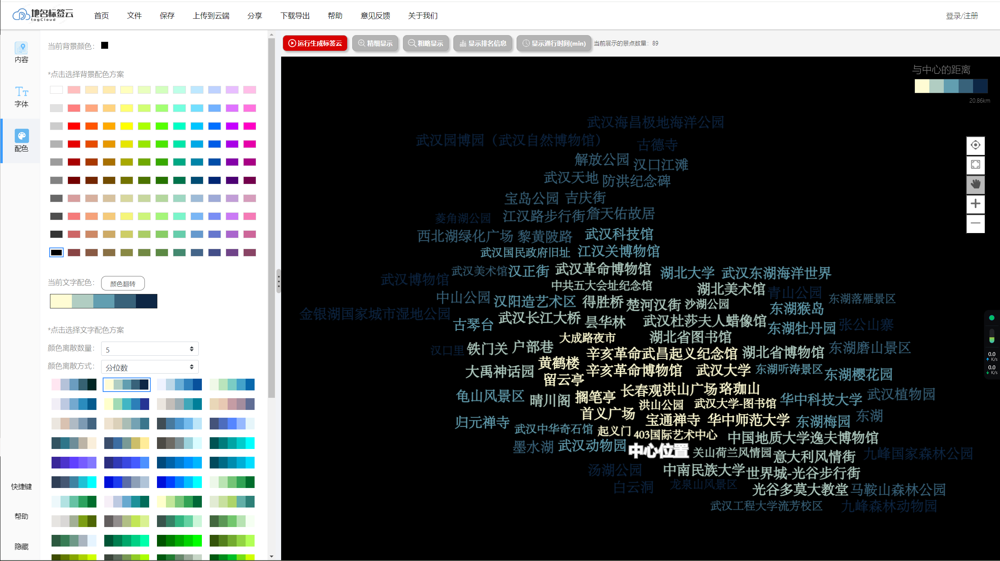 地名标签云
tagCloud
首页 文件 保存 上传到云端 分享 下载导出 帮助 意见反馈 关于我们 登录/注册
内容
字体
配色
快捷键
帮助
隐藏
当前背景颜色：
*点击选择背景配色方案
当前文字配色： 颜色翻转
*点击选择文字配色方案
颜色离散数量： 5
颜色离散方式： 分位数
运行生成标签云 精细显示 粗略显示 显示排名信息 显示通行时间(min) 当前展示的景点数量：89
与中心的距离
20.86km
武汉海昌极地海洋公园
武汉园博园（武汉自然博物馆） 古德寺
解放公园 汉口江滩
武汉天地 防洪纪念碑
宝岛公园 吉庆街
菱角湖公园 江汉路步行街 詹天佑故居
西北湖绿化广场 黎黄陂路 武汉科技馆
武汉国民政府旧址 江汉关博物馆
武汉博物馆 武汉美术馆 汉正街 武汉革命博物馆 湖北大学 武汉东湖海洋世界
中共五大会址纪念馆 湖北美术馆 青山公园
中山公园 汉阳造艺术区 得胜桥 楚河汉街 沙湖公园 东湖猴岛 东湖落雁景区
金银湖国家城市湿地公园 武汉长江大桥
古琴台 昙华林 武汉杜莎夫人蜡像馆 东湖牡丹园 张公山寨
大成路夜市 湖北省图书馆
汉口里 铁门关 户部巷 辛亥革命武昌起义纪念馆 湖北省博物馆 东湖磨山景区
黄鹤楼
大禹神话园 辛亥革命博物馆 武汉大学 东湖听涛景区 东湖樱花园
留云亭
长春观 洪山广场 珞珈山
龟山风景区 晴川阁 搁笔亭 洪山公园 武汉大学-图书馆 华中科技大学 武汉植物园
首义广场 宝通禅寺 华中师范大学 东湖梅园 东湖
归元禅寺 武汉中华奇石馆 起义门 403国际艺术中心 中国地质大学逸夫博物馆
墨水湖 武汉动物园 中心位置 关山荷兰风情园 意大利风情街 九峰国家森林公园
汤湖公园 中南民族大学 世界城-光谷步行街
白云洞 龙泉山风景区 光谷多莫大教堂 马鞍山森林公园
武汉工程大学流芳校区 九峰森林动物园
0.0
K/s
0.0
K/s